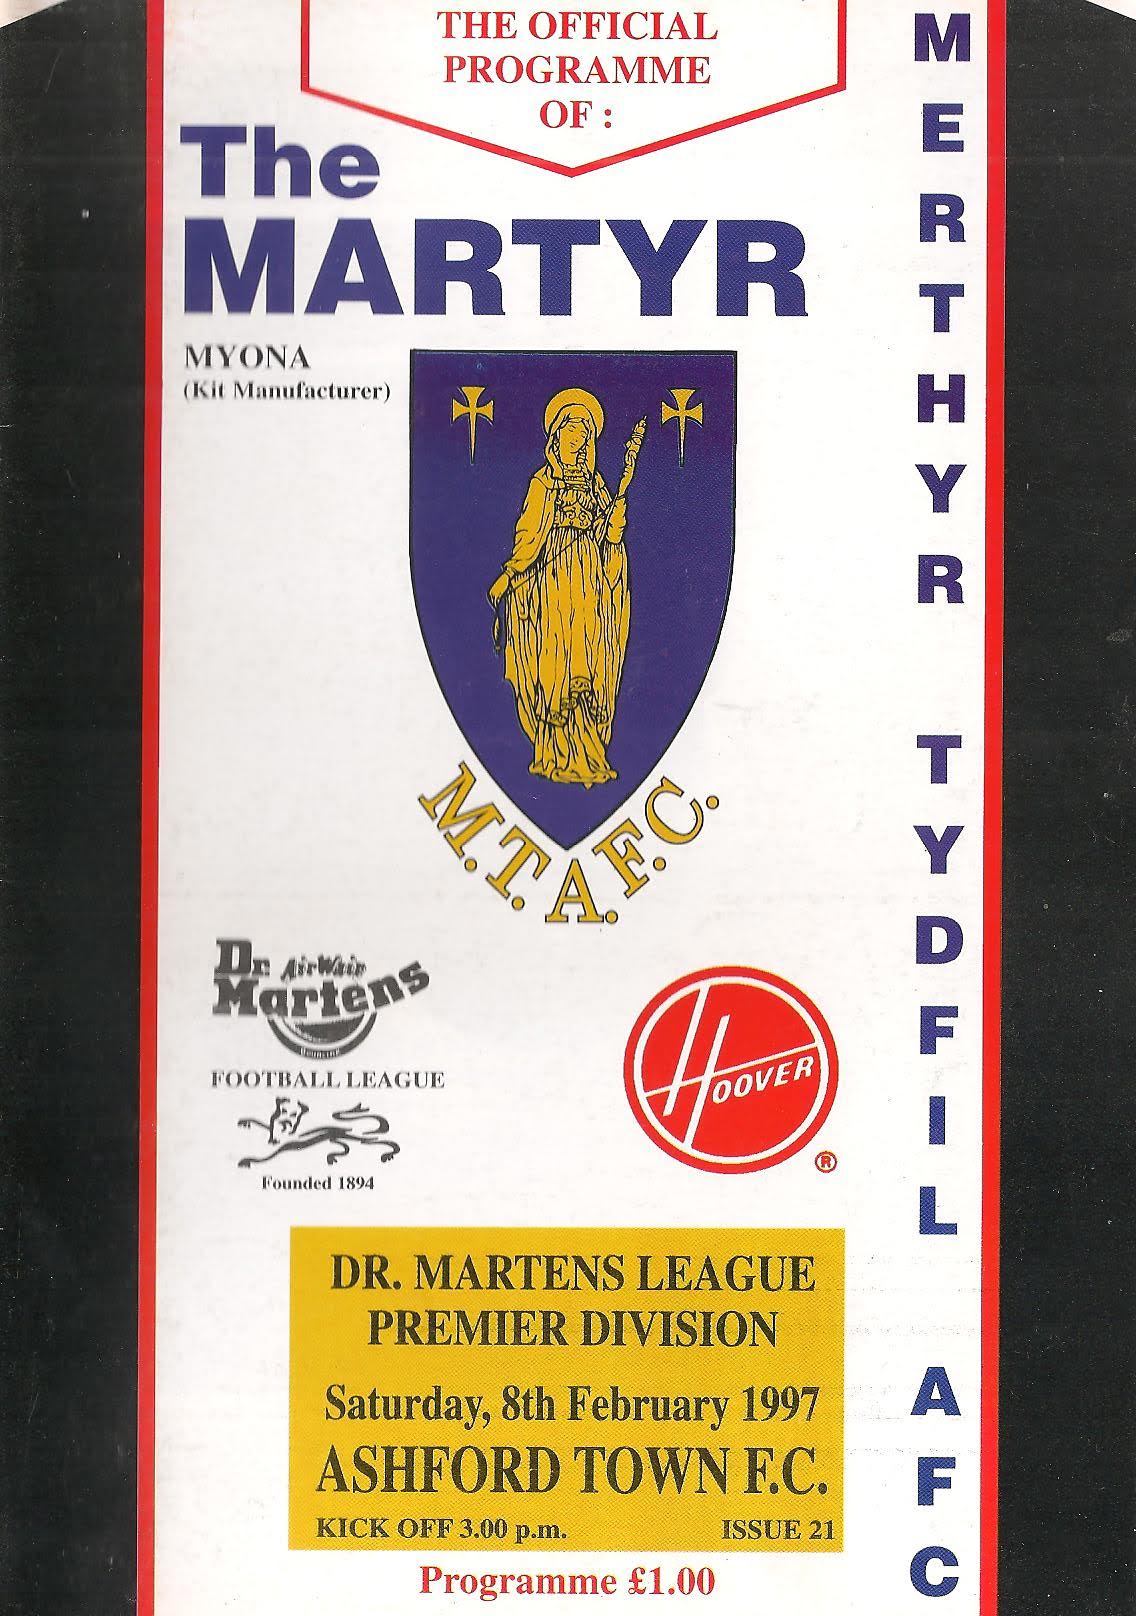 THE OFFICIAL
PROGRAMME
OF :
The
MARTYR
MYONA
(Kit Manufacturer)
M.T.A.F.C.
Dr. AirWair
Martens
FOOTBALL LEAGUE
Founded 1894
HOOVER
®
DR. MARTENS LEAGUE
PREMIER DIVISION
Saturday, 8th February 1997
ASHFORD TOWN F.C.
KICK OFF 3.00 p.m. ISSUE 21
Programme £1.00
MERTHYR TYDFIL AFC